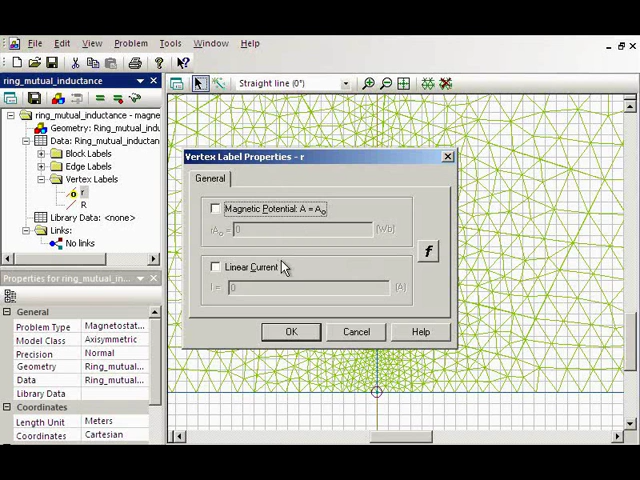 File Edit View Problem Tools Window Help
ring_mutual_inductance
Straight line (0°)
ring_mutual_inductance - magne
Geometry: Ring_mutual_indu
Data: Ring_mutual_inductanc
Block Labels
Edge Labels
Vertex Labels
r
R
Library Data: <none>
Links:
No links
Vertex Label Properties - r
General
Magnetic Potential: A = A₀
rA₀ = 0 (Wb)
f
Linear Current
I = 0 (A)
OK Cancel Help
Properties for ring_mutual_in...
General
Problem Type Magnetostat...
Model Class Axisymmetric
Precision Normal
Geometry Ring_mutual...
Data Ring_mutual...
Library Data
Coordinates
Length Unit Meters
Coordinates Cartesian